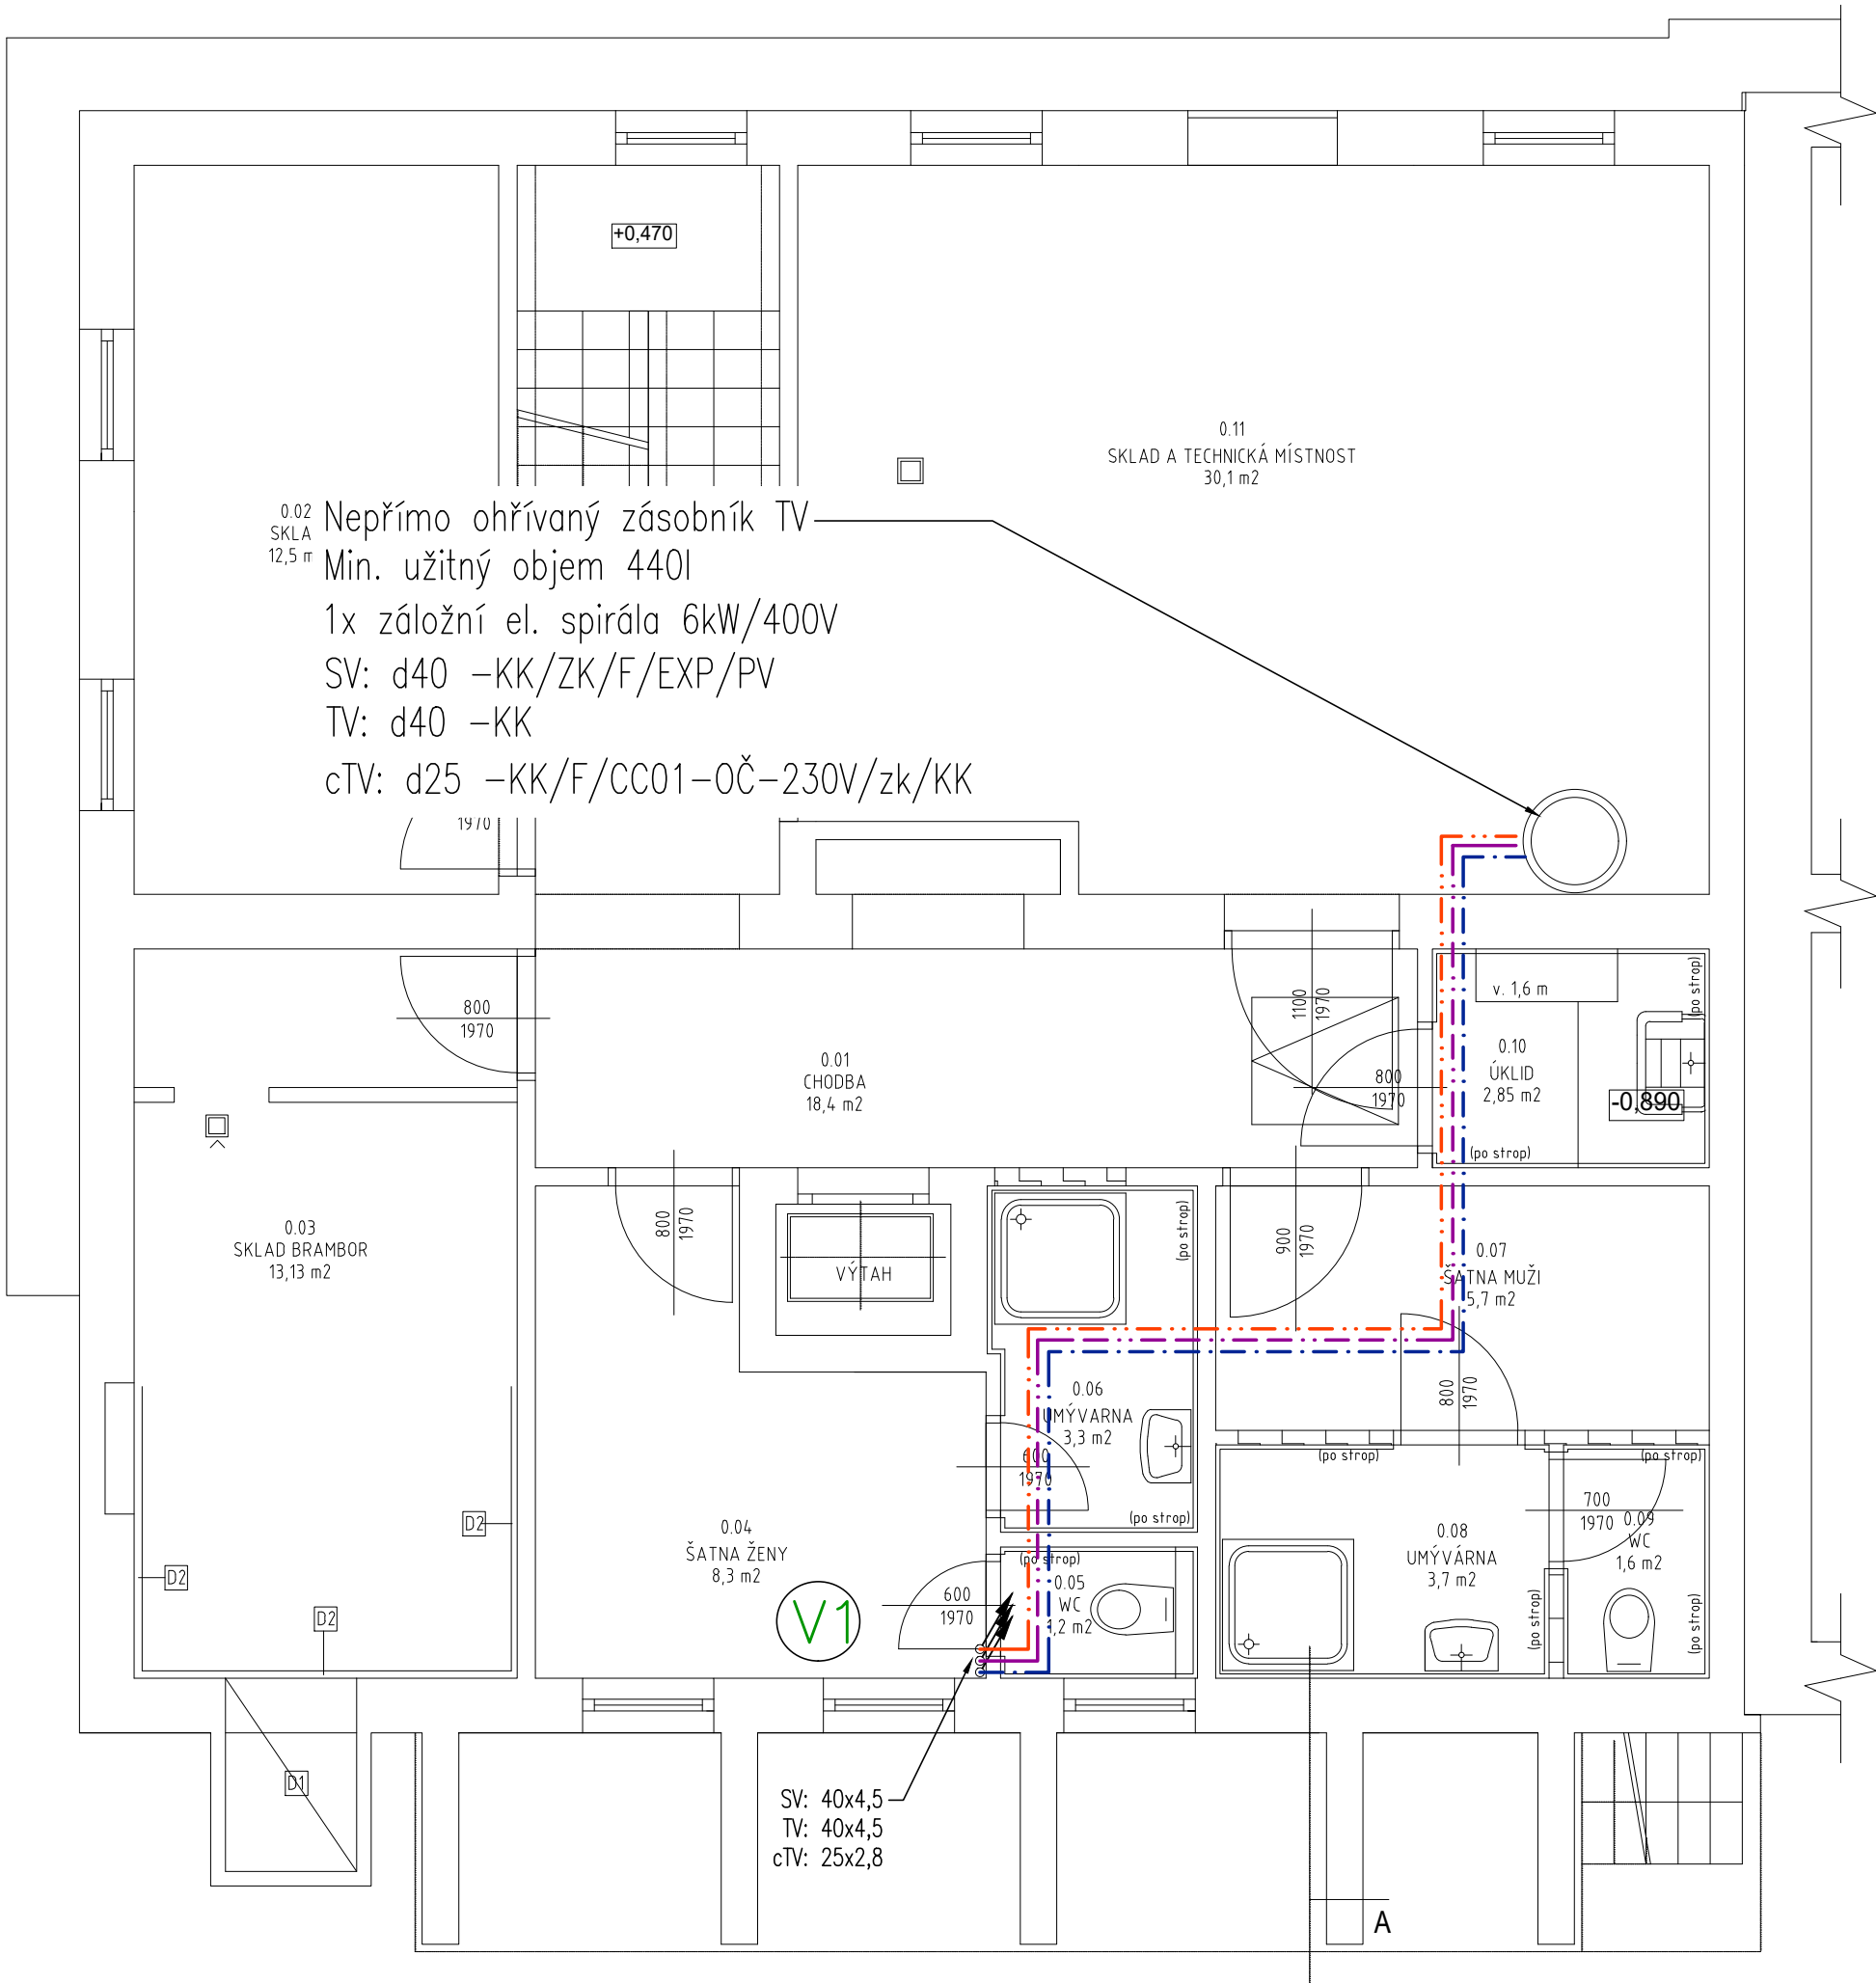 +0,470
0.11
SKLAD A TECHNICKÁ MÍSTNOST
30,1 m2
0.02
SKLA
12,5 m
Nepřímo ohřívaný zásobník TV
Min. užitný objem 440l
1x záložní el. spirála 6kW/400V
SV: d40 -KK/ZK/F/EXP/PV
TV: d40 -KK
cTV: d25 -KK/F/CC01-OČ-230V/zk/KK
1970
800
1970
0.01
CHODBA
18,4 m2
1100
1970
800
1970
v. 1,6 m
(po strop)
0.10
ÚKLID
2,85 m2
-0,890
(po strop)
0.03
SKLAD BRAMBOR
13,13 m2
800
1970
VÝTAH
(po strop)
900
1970
0.07
ŠATNA MUŽI
5,7 m2
0.06
UMÝVARNA
3,3 m2
600
1970
(po strop)
800
1970
(po strop)
(po strop)
0.04
ŠATNA ŽENY
8,3 m2
V1
600
1970
(po strop)
0.05
WC
1,2 m2
0.08
UMÝVÁRNA
3,7 m2
(po strop)
700
1970
0.09
WC
1,6 m2
(po strop)
D2
D2
D2
D1
SV: 40x4,5
TV: 40x4,5
cTV: 25x2,8
A